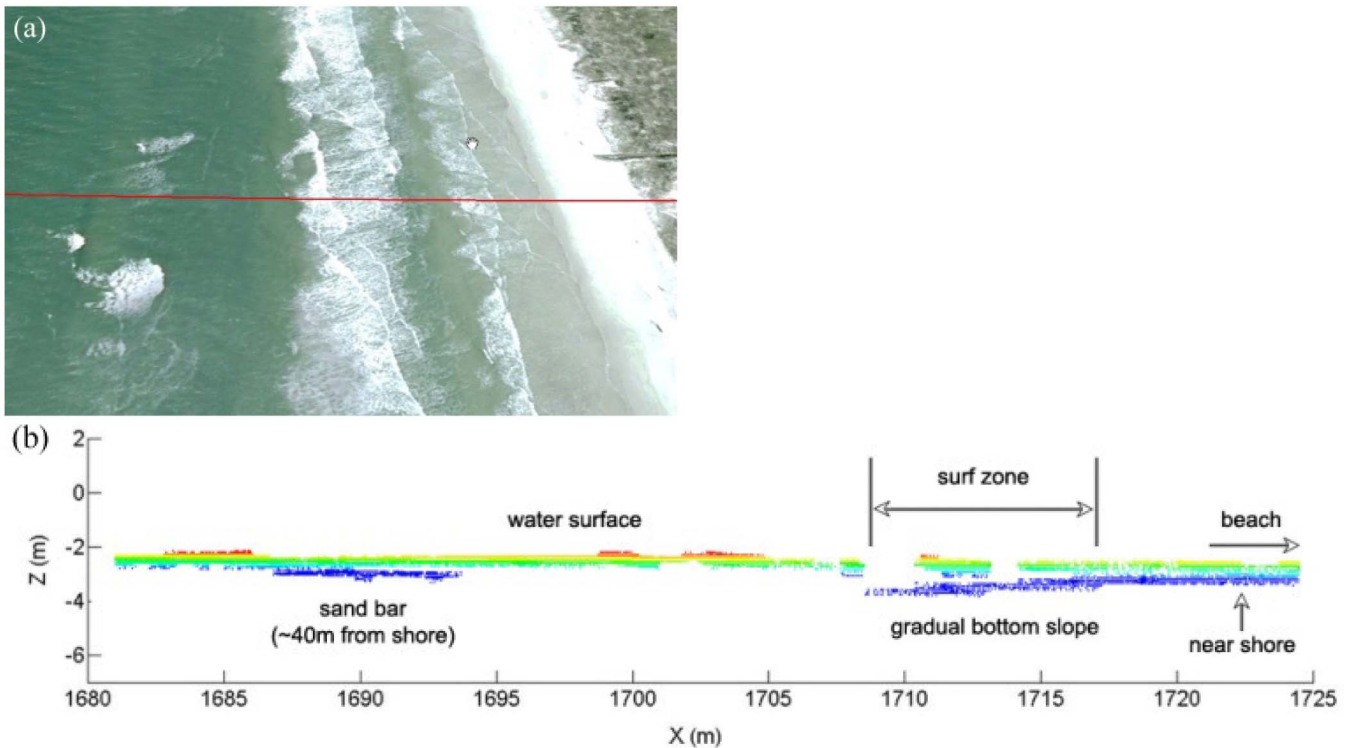 (a)
(b)
2
0
-2
-4
-6
Z (m)
water surface
surf zone
beach
sand bar
(~40m from shore)
gradual bottom slope
near shore
1680 1685 1690 1695 1700 1705 1710 1715 1720 1725
X (m)